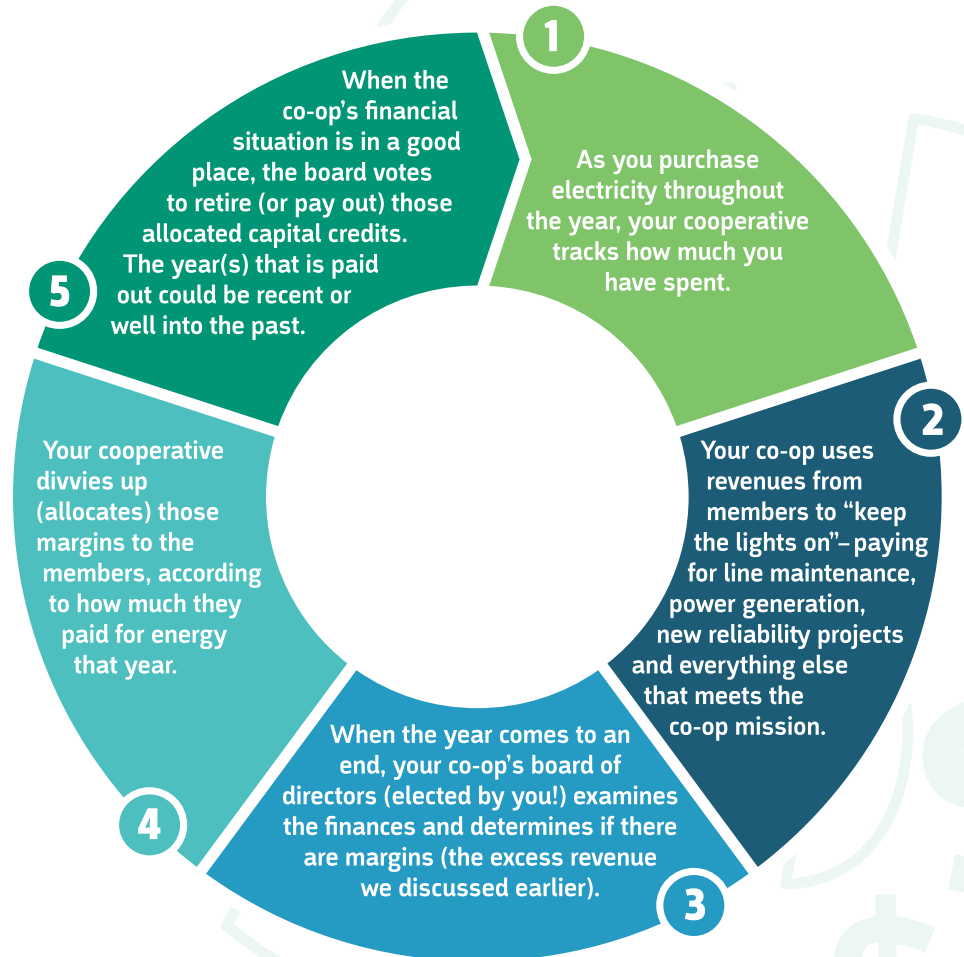 1
As you purchase
electricity throughout
the year, your cooperative
tracks how much you
have spent.
2
Your co-op uses
revenues from
members to “keep
the lights on”– paying
for line maintenance,
power generation,
new reliability projects
and everything else
that meets the
co-op mission.
3
When the year comes to an
end, your co-op’s board of
directors (elected by you!) examines
the finances and determines if there
are margins (the excess revenue
we discussed earlier).
4
Your cooperative
divvies up
(allocates) those
margins to the
members, according
to how much they
paid for energy
that year.
5
When the
co-op’s financial
situation is in a good
place, the board votes
to retire (or pay out) those
allocated capital credits.
The year(s) that is paid
out could be recent or
well into the past.